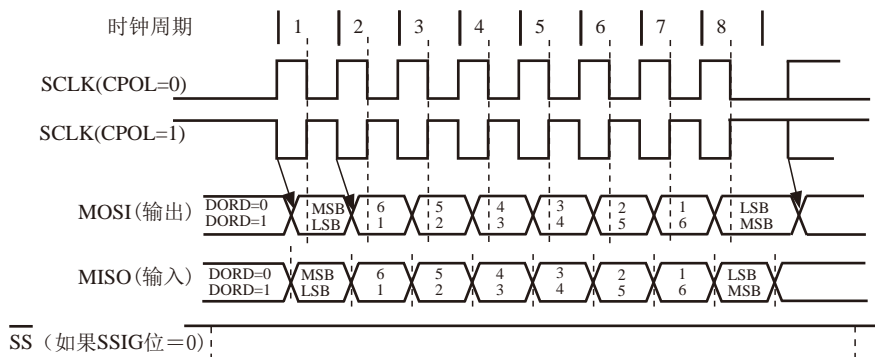 时钟周期 1 2 3 4 5 6 7 8
SCLK(CPOL=0)
SCLK(CPOL=1)
MOSI(输出) DORD=0 MSB 6 5 4 3 2 1 LSB
DORD=1 LSB 1 2 3 4 5 6 MSB
MISO(输入) DORD=0 MSB 6 5 4 3 2 1 LSB
DORD=1 LSB 1 2 3 4 5 6 MSB
SS（如果SSIG位＝0）